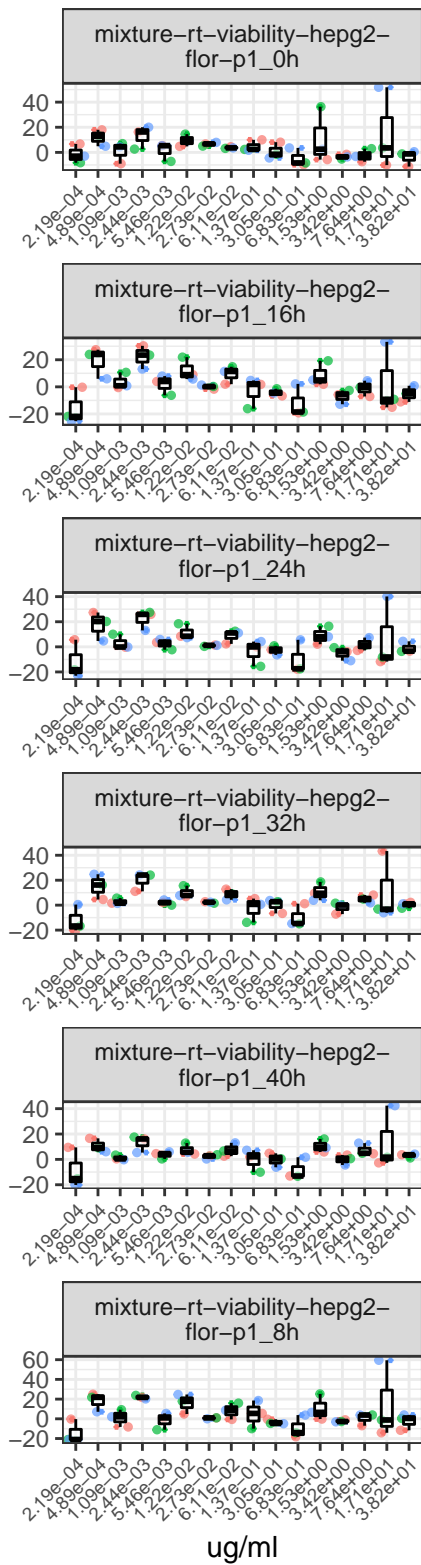 mixture−rt−viability−hepg2−
flor−p1_0h
40
20
0
2.19e−04
4.89e−04
1.09e−03
2.44e−03
5.46e−03
1.22e−02
2.73e−02
6.11e−02
1.37e−01
3.05e−01
6.83e−01
1.53e+00
3.42e+00
7.64e+00
1.71e+01
3.82e+01
mixture−rt−viability−hepg2−
flor−p1_16h
20
0
−20
2.19e−04
4.89e−04
1.09e−03
2.44e−03
5.46e−03
1.22e−02
2.73e−02
6.11e−02
1.37e−01
3.05e−01
6.83e−01
1.53e+00
3.42e+00
7.64e+00
1.71e+01
3.82e+01
mixture−rt−viability−hepg2−
flor−p1_24h
40
20
0
−20
2.19e−04
4.89e−04
1.09e−03
2.44e−03
5.46e−03
1.22e−02
2.73e−02
6.11e−02
1.37e−01
3.05e−01
6.83e−01
1.53e+00
3.42e+00
7.64e+00
1.71e+01
3.82e+01
mixture−rt−viability−hepg2−
flor−p1_32h
40
20
0
−20
2.19e−04
4.89e−04
1.09e−03
2.44e−03
5.46e−03
1.22e−02
2.73e−02
6.11e−02
1.37e−01
3.05e−01
6.83e−01
1.53e+00
3.42e+00
7.64e+00
1.71e+01
3.82e+01
mixture−rt−viability−hepg2−
flor−p1_40h
40
20
0
−20
2.19e−04
4.89e−04
1.09e−03
2.44e−03
5.46e−03
1.22e−02
2.73e−02
6.11e−02
1.37e−01
3.05e−01
6.83e−01
1.53e+00
3.42e+00
7.64e+00
1.71e+01
3.82e+01
mixture−rt−viability−hepg2−
flor−p1_8h
60
40
20
0
−20
2.19e−04
4.89e−04
1.09e−03
2.44e−03
5.46e−03
1.22e−02
2.73e−02
6.11e−02
1.37e−01
3.05e−01
6.83e−01
1.53e+00
3.42e+00
7.64e+00
1.71e+01
3.82e+01
ug/ml